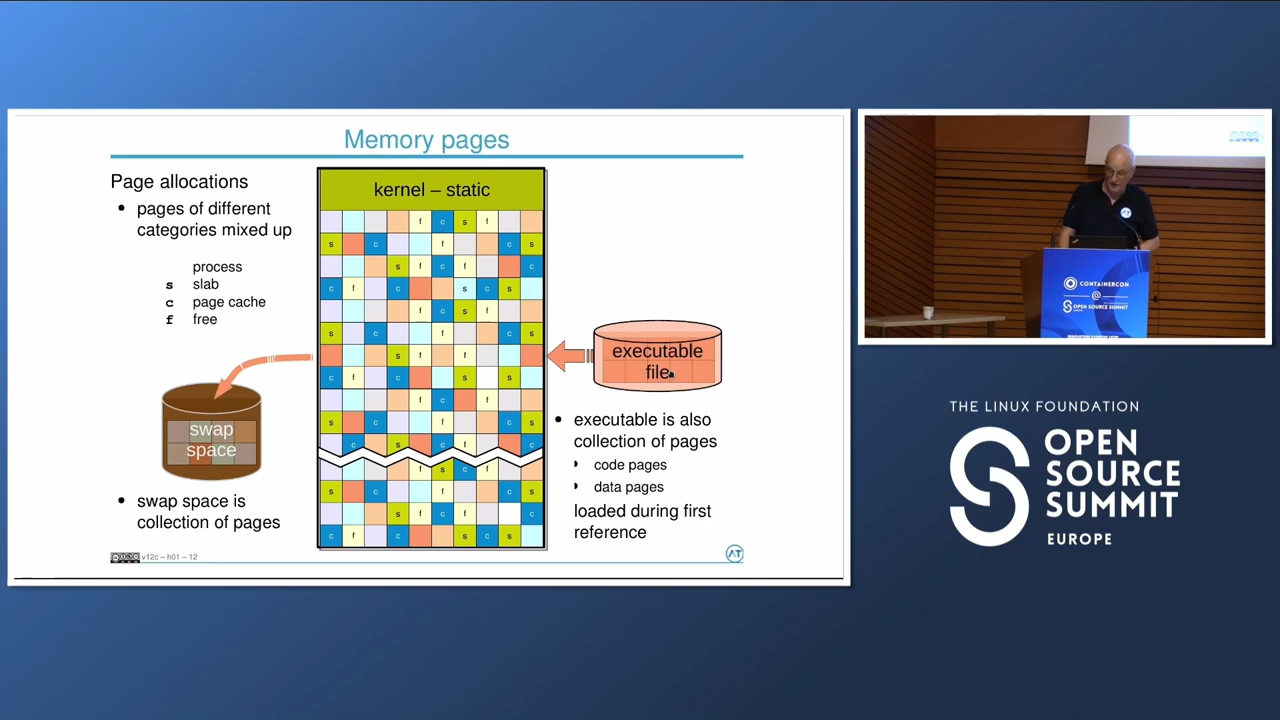 Memory pages
Page allocations
• pages of different
categories mixed up
process
s slab
c page cache
f free
swap
space
• swap space is
collection of pages
kernel – static
f c s f
s c f c s
s f c f c
c f c s c s
f c s f
s c f c s
s f f
c f c s s
f c f
s c f c s
c s c f c
f s c f
s c f c s
s f c f c
c f c s c s
executable
file
• executable is also
collection of pages
code pages
data pages
loaded during first
reference
v12c – h01 – 12
AT
CONTAINERCON
@
OPEN SOURCE SUMMIT
THE LINUX FOUNDATION
OPEN
SOURCE
SUMMIT
EUROPE